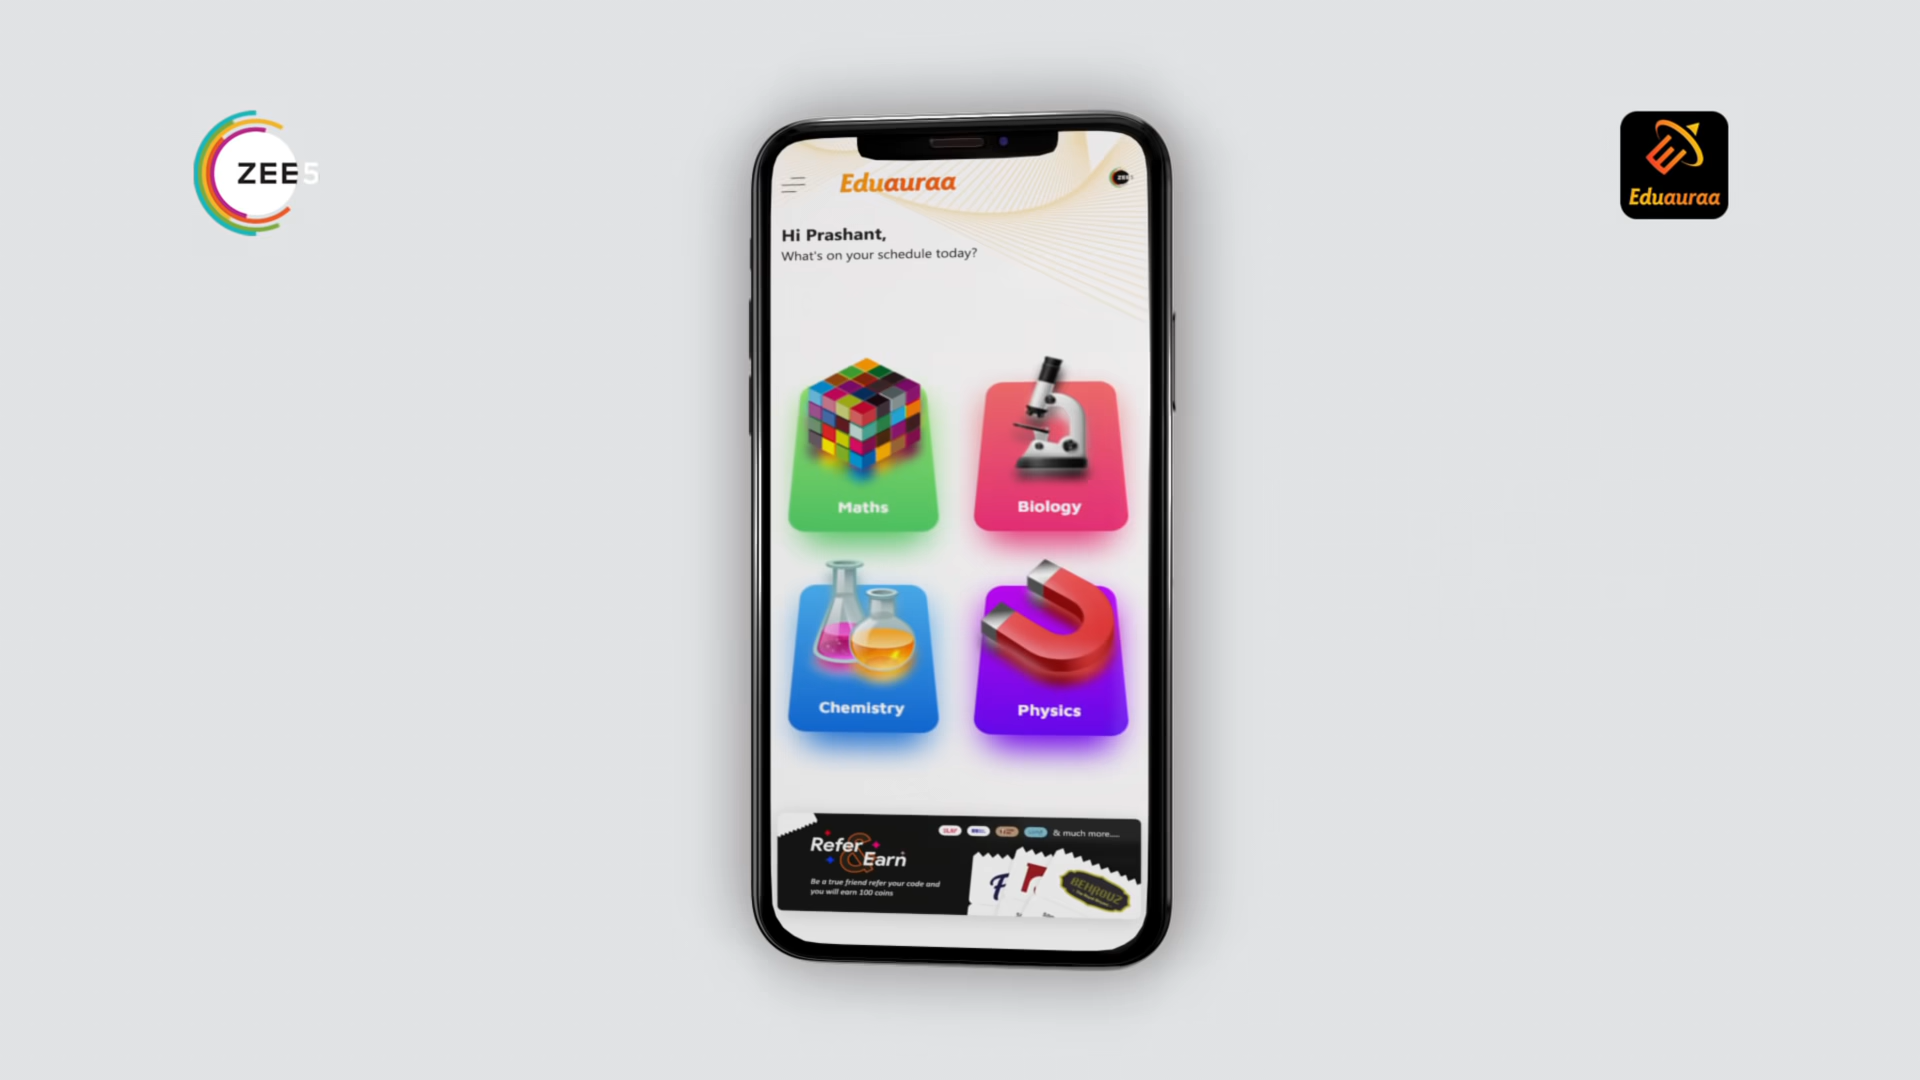 ZEE5
Eduauraa
Eduauraa
Hi Prashant,
What's on your schedule today?
Maths
Biology
Chemistry
Physics
& much more....
Refer & Earn
Be a true friend refer your code and
you will earn 100 coins
BEHROUZ